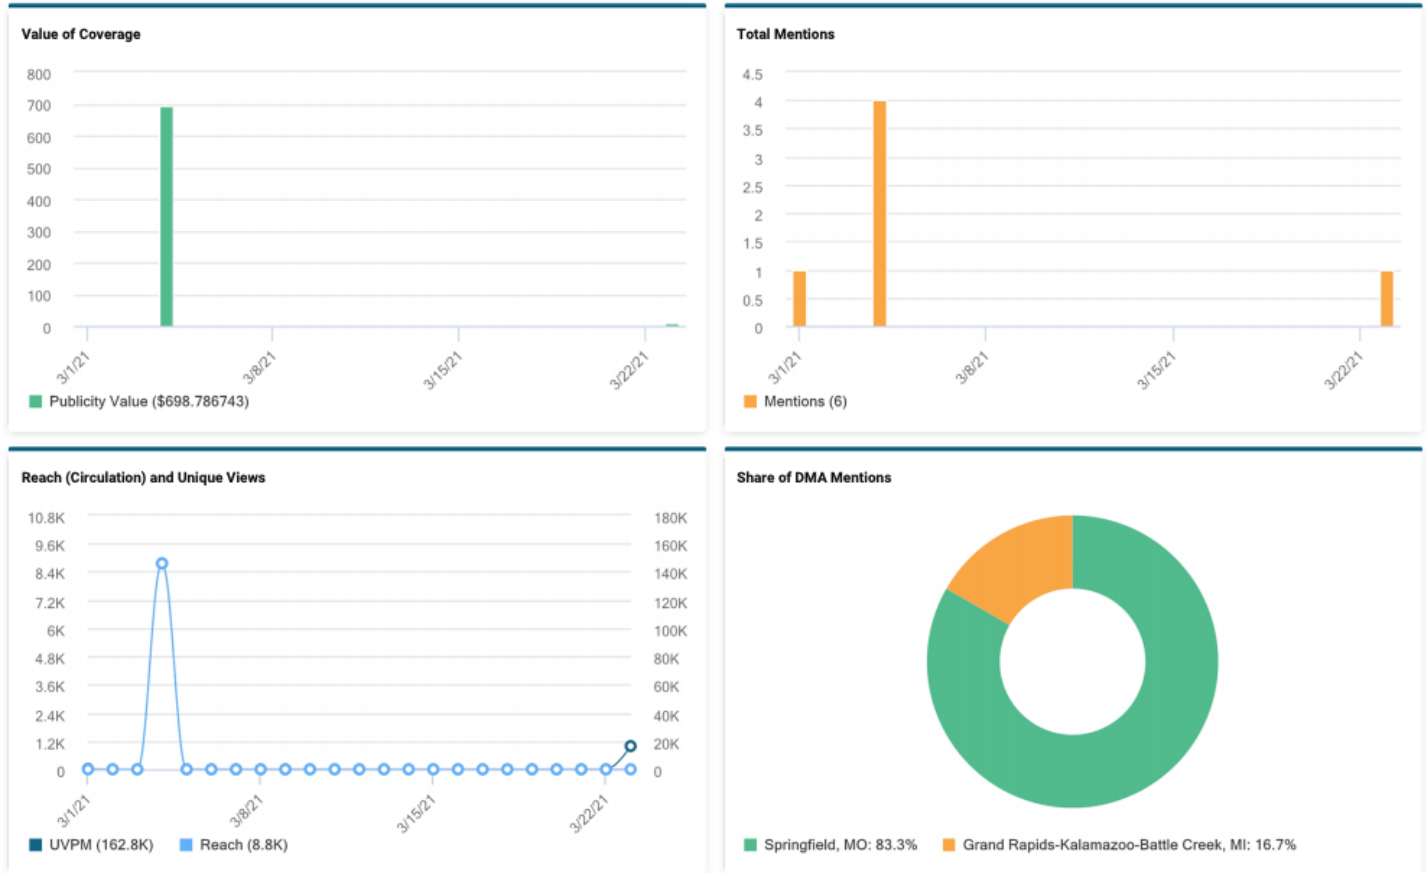 Value of Coverage
800
700
600
500
400
300
200
100
0
3/1/21
3/8/21
3/15/21
3/22/21
Publicity Value ($698.786743)
Total Mentions
4.5
4
3.5
3
2.5
2
1.5
1
0.5
0
3/1/21
3/8/21
3/15/21
3/22/21
Mentions (6)
Reach (Circulation) and Unique Views
10.8K
9.6K
8.4K
7.2K
6K
4.8K
3.6K
2.4K
1.2K
0
180K
160K
140K
120K
100K
80K
60K
40K
20K
0
3/1/21
3/8/21
3/15/21
3/22/21
UVPM (162.8K) Reach (8.8K)
Share of DMA Mentions
Springfield, MO: 83.3% Grand Rapids-Kalamazoo-Battle Creek, MI: 16.7%